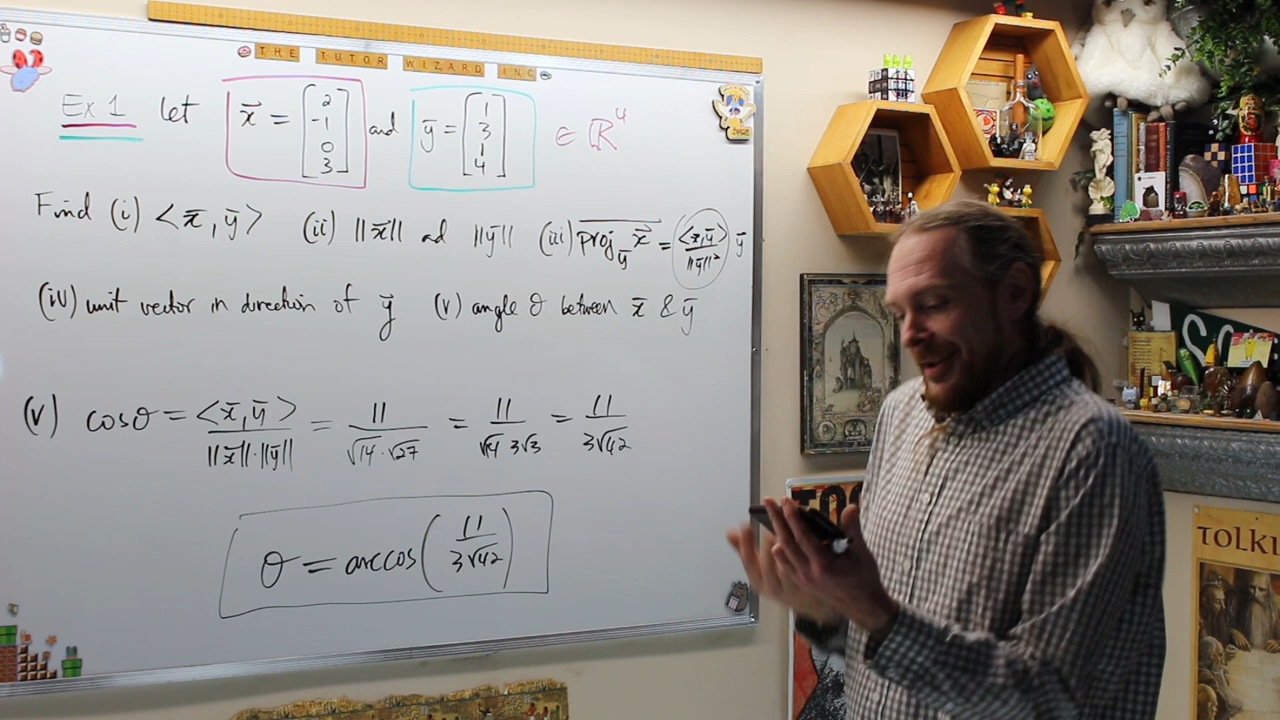 THE TUTOR WIZARD INC
Ex 1 let x⃗ = [2 -1 0 3] and y⃗ = [1 3 1 4] ∈ ℝ⁴
Find (i) <x⃗, y⃗> (ii) ||x⃗|| and ||y⃗|| (iii) proj_y⃗ x⃗ = <x⃗, y⃗>/||y⃗||² y⃗
(iv) unit vector in direction of y⃗ (v) angle θ between x⃗ & y⃗
(v) cosθ = <x⃗, y⃗>/||x⃗||·||y⃗|| = 11/√14·√27 = 11/√14 3√3 = 11/3√42
θ = arccos(11/3√42)
TOLKI